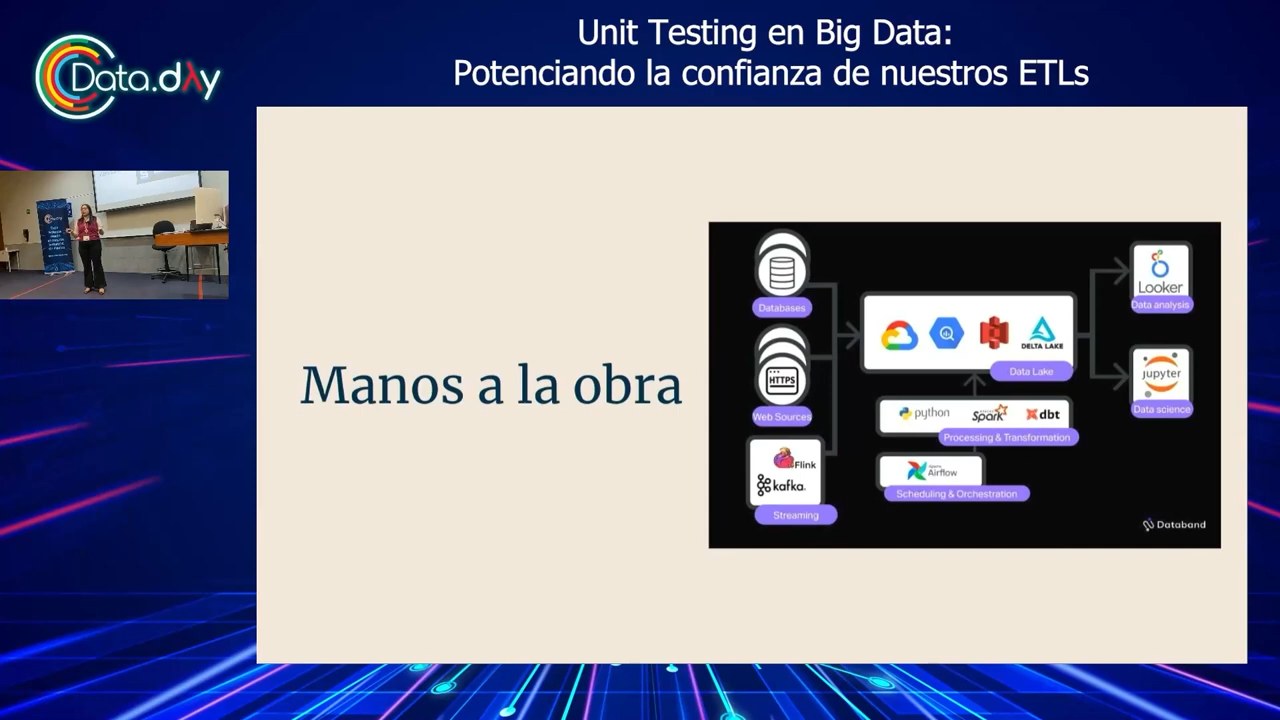 Unit Testing en Big Data:
Potenciando la confianza de nuestros ETLs
Data.dλy
Manos a la obra
Databases
HTTPS
Web Sources
Flink
kafka.
Streaming
DELTA LAKE
Data Lake
python
Spark
dbt
Processing & Transformation
Apache
Airflow
Scheduling & Orchestration
Looker
Data analysis
jupyter
Data science
Databand